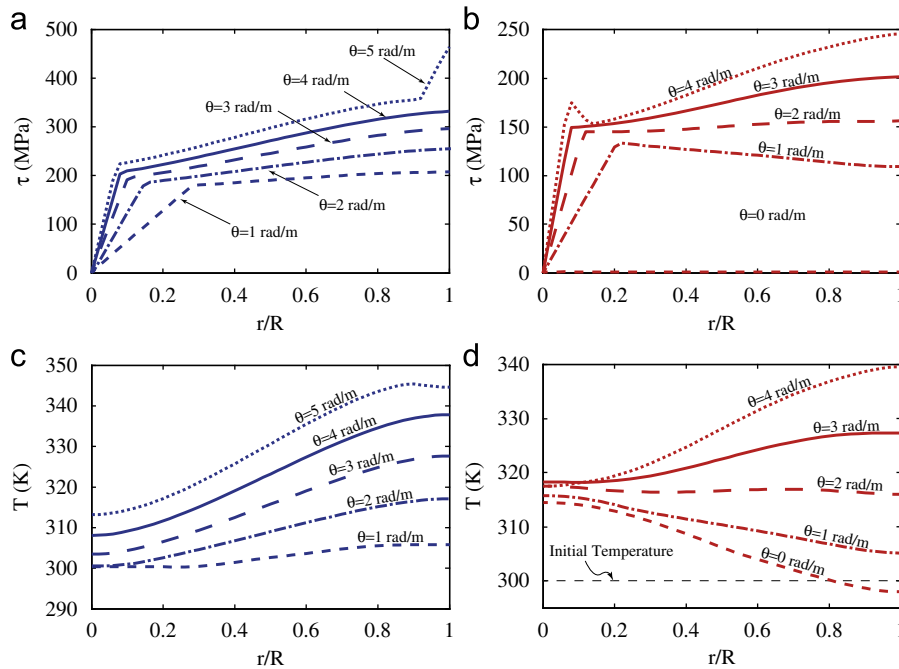 a
τ (MPa)
500
400
300
200
100
0
θ=5 rad/m
θ=4 rad/m
θ=3 rad/m
θ=2 rad/m
θ=1 rad/m
0 0.2 0.4 0.6 0.8 1
r/R
b
τ (MPa)
250
200
150
100
50
0
θ=4 rad/m
θ=3 rad/m
θ=2 rad/m
θ=1 rad/m
θ=0 rad/m
0 0.2 0.4 0.6 0.8 1
r/R
c
T (K)
350
340
330
320
310
300
290
θ=5 rad/m
θ=4 rad/m
θ=3 rad/m
θ=2 rad/m
θ=1 rad/m
0 0.2 0.4 0.6 0.8 1
r/R
d
T (K)
340
330
320
310
300
θ=4 rad/m
θ=3 rad/m
θ=2 rad/m
θ=1 rad/m
θ=0 rad/m
Initial Temperature
0 0.2 0.4 0.6 0.8 1
r/R